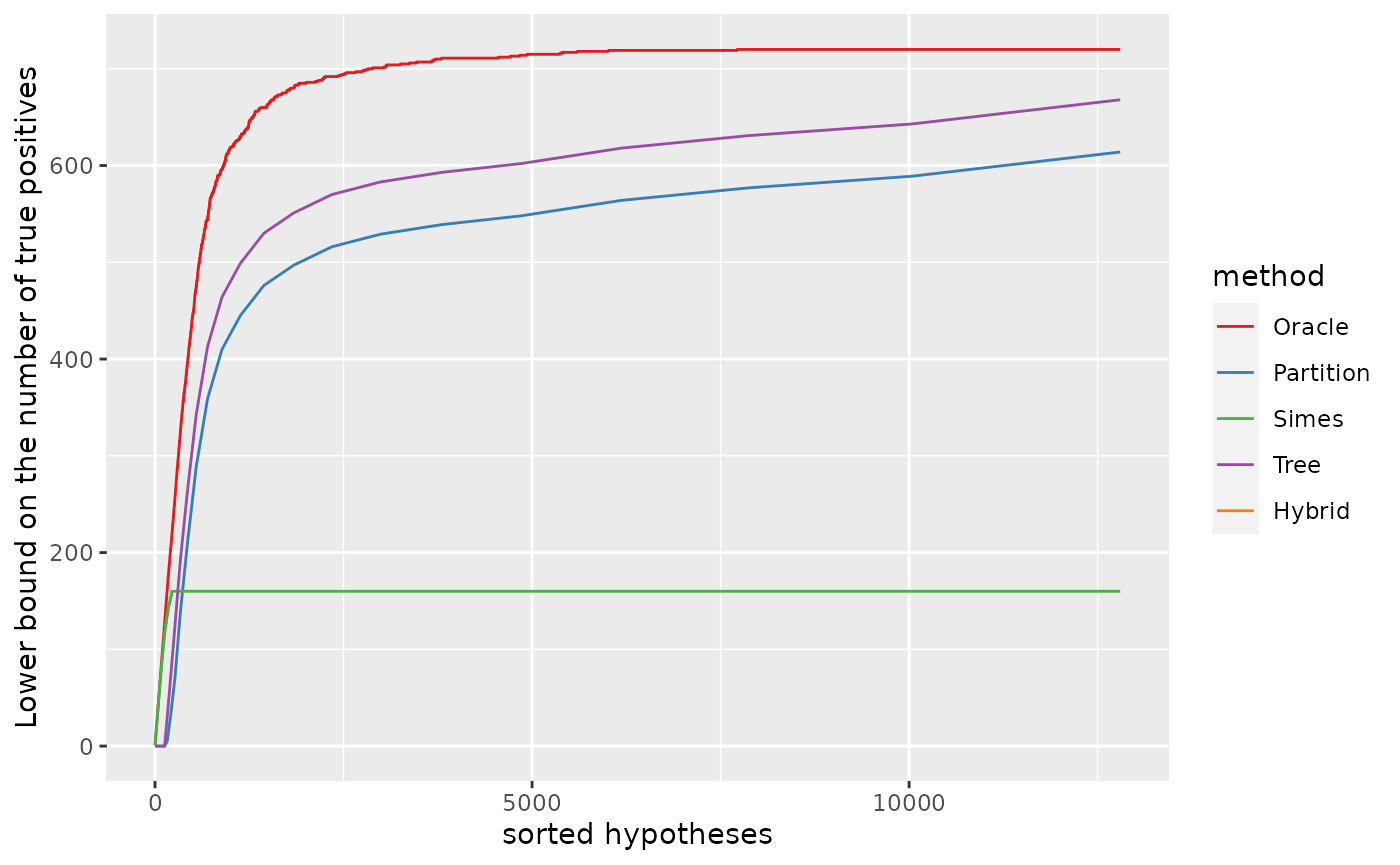 Lower bound on the number of true positives
600
400
200
0
0
5000
10000
sorted hypotheses
method
Oracle
Partition
Simes
Tree
Hybrid